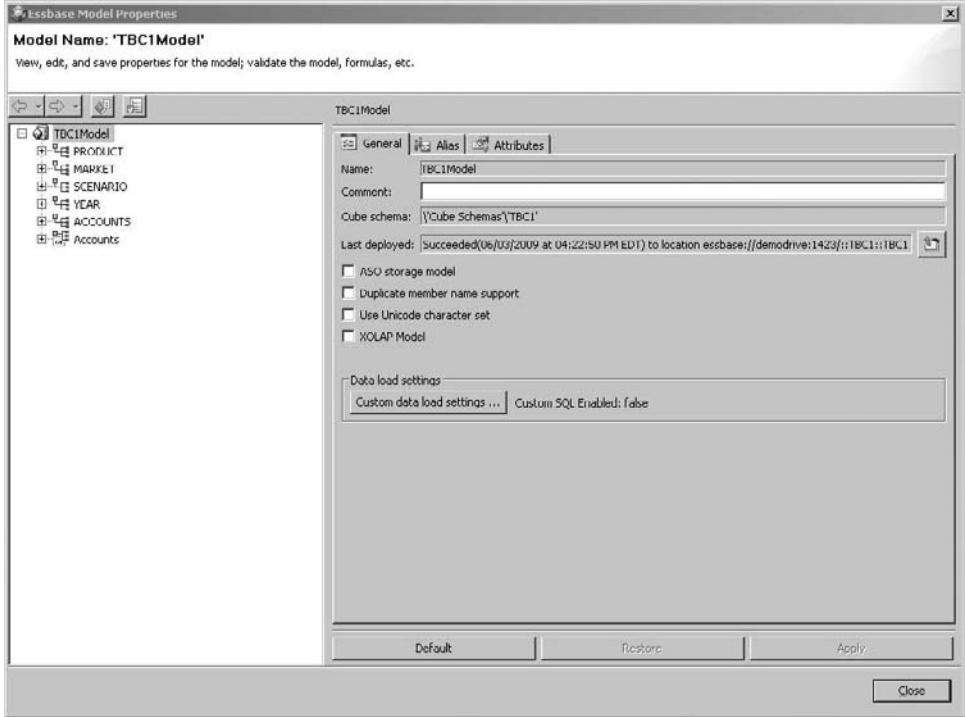 Essbase Model Properties
Model Name: 'TBC1Model'
View, edit, and save properties for the model; validate the model, formulas, etc.
TBC1Model
PRODUCT
MARKET
SCENARIO
YEAR
ACCOUNTS
Accounts
TBC1Model
General Alias Attributes
Name: TBC1Model
Comment:
Cube schema: \'Cube Schemas'\'TBC1'
Last deployed: Succeeded(06/03/2009 at 04:22:50 PM EDT) to location essbase://demodrive:1423/::TBC1::TBC1
ASO storage model
Duplicate member name support
Use Unicode character set
XOLAP Model
Data load settings
Custom data load settings ... Custom SQL Enabled: false
Default Restore Apply
Close